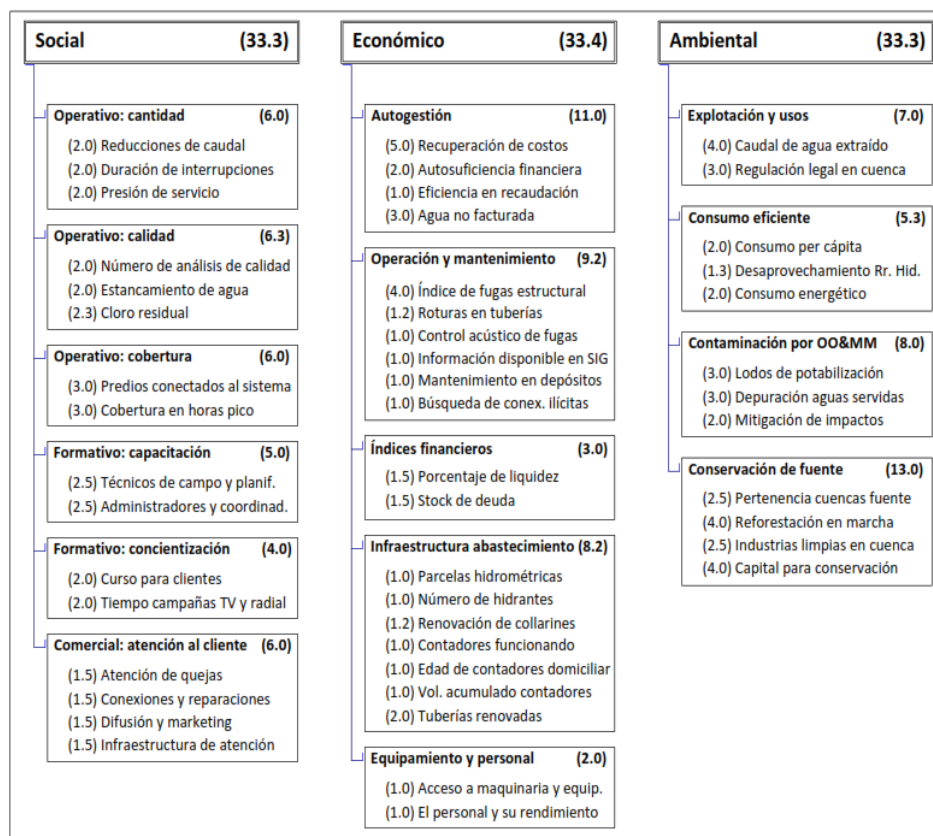 Social (33.3)
Operativo: cantidad (6.0)
(2.0) Reducciones de caudal
(2.0) Duración de interrupciones
(2.0) Presión de servicio
Operativo: calidad (6.3)
(2.0) Número de análisis de calidad
(2.0) Estancamiento de agua
(2.3) Cloro residual
Operativo: cobertura (6.0)
(3.0) Predios conectados al sistema
(3.0) Cobertura en horas pico
Formativo: capacitación (5.0)
(2.5) Técnicos de campo y planif.
(2.5) Administradores y coordinad.
Formativo: concientización (4.0)
(2.0) Curso para clientes
(2.0) Tiempo campañas TV y radial
Comercial: atención al cliente (6.0)
(1.5) Atención de quejas
(1.5) Conexiones y reparaciones
(1.5) Difusión y marketing
(1.5) Infraestructura de atención
Económico (33.4)
Autogestión (11.0)
(5.0) Recuperación de costos
(2.0) Autosuficiencia financiera
(1.0) Eficiencia en recaudación
(3.0) Agua no facturada
Operación y mantenimiento (9.2)
(4.0) Índice de fugas estructural
(1.2) Roturas en tuberías
(1.0) Control acústico de fugas
(1.0) Información disponible en SIG
(1.0) Mantenimiento en depósitos
(1.0) Búsqueda de conex. ilícitas
Índices financieros (3.0)
(1.5) Porcentaje de liquidez
(1.5) Stock de deuda
Infraestructura abastecimiento (8.2)
(1.0) Parcelas hidrométricas
(1.0) Número de hidrantes
(1.2) Renovación de collarines
(1.0) Contadores funcionando
(1.0) Edad de contadores domiciliar
(1.0) Vol. acumulado contadores
(2.0) Tuberías renovadas
Equipamiento y personal (2.0)
(1.0) Acceso a maquinaria y equip.
(1.0) El personal y su rendimiento
Ambiental (33.3)
Explotación y usos (7.0)
(4.0) Caudal de agua extraído
(3.0) Regulación legal en cuenca
Consumo eficiente (5.3)
(2.0) Consumo per cápita
(1.3) Desaprovechamiento Rr. Hid.
(2.0) Consumo energético
Contaminación por OO&MM (8.0)
(3.0) Lodos de potabilización
(3.0) Depuración aguas servidas
(2.0) Mitigación de impactos
Conservación de fuente (13.0)
(2.5) Pertenencia cuencas fuente
(4.0) Reforestación en marcha
(2.5) Industrias limpias en cuenca
(4.0) Capital para conservación